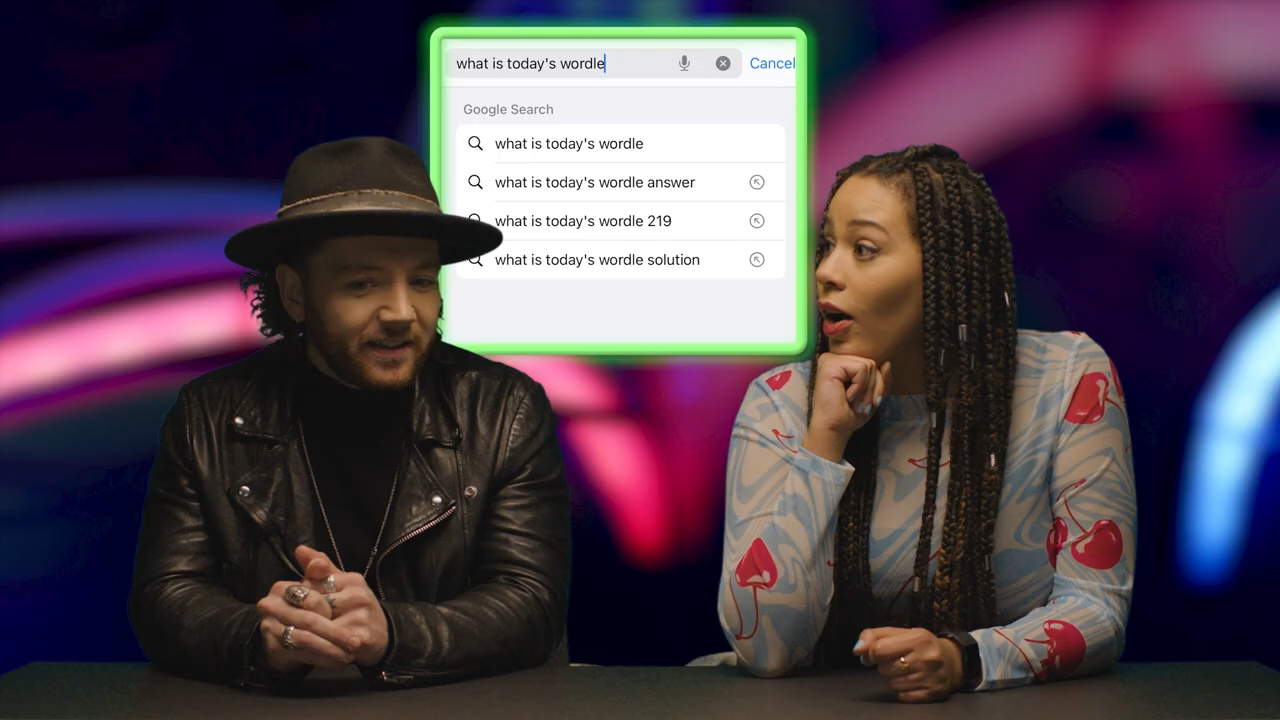 what is today's wordle
Cancel
Google Search
what is today's wordle
what is today's wordle answer
what is today's wordle 219
what is today's wordle solution